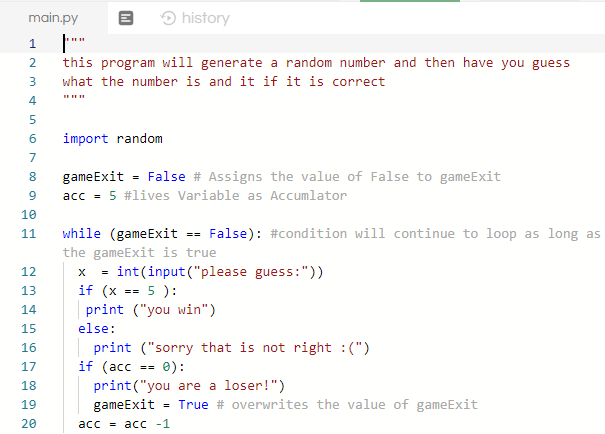 main.py history
1 """
2 this program will generate a random number and then have you guess
3 what the number is and it if it is correct
4 """
5
6 import random
7
8 gameExit = False # Assigns the value of False to gameExit
9 acc = 5 #lives Variable as Accumlator
10
11 while (gameExit == False): #condition will continue to loop as long as
the gameExit is true
12 x  = int(input("please guess:"))
13 if (x == 5 ):
14 print ("you win")
15 else:
16 print ("sorry that is not right :(")
17 if (acc == 0):
18 print("you are a loser!")
19 gameExit = True # overwrites the value of gameExit
20 acc = acc -1